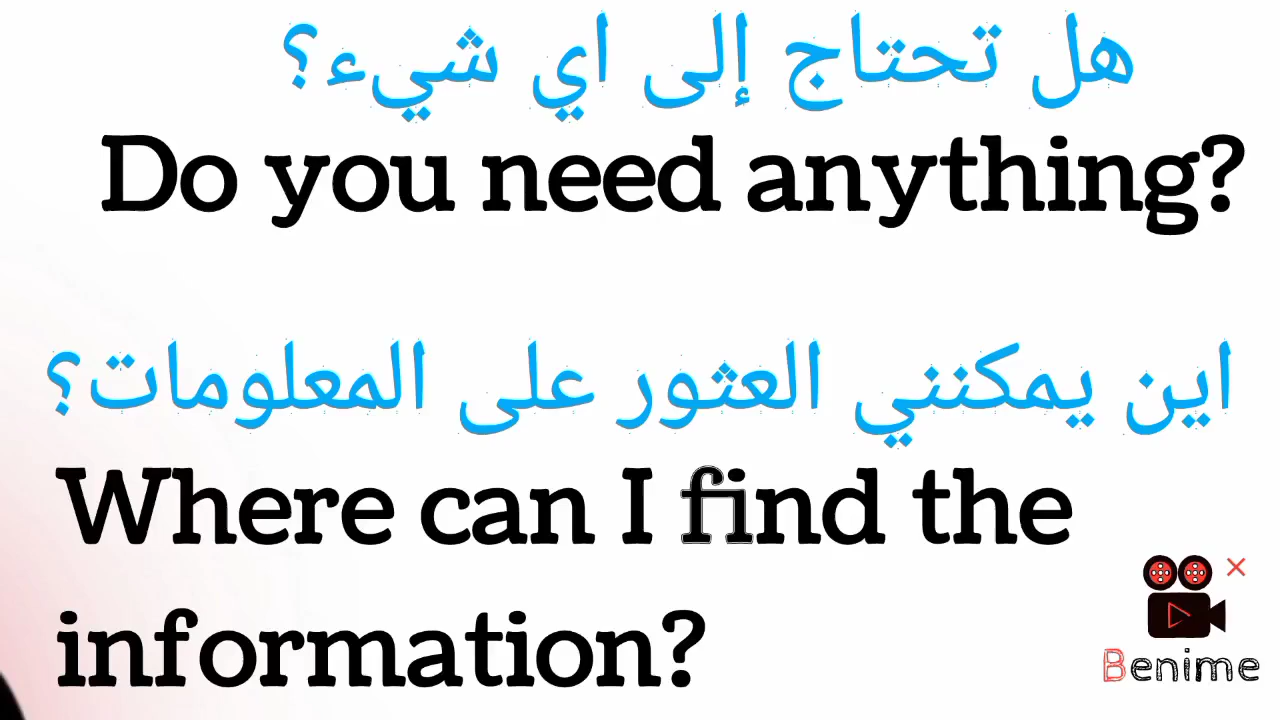 هل تحتاج إلى اي شيء؟
Do you need anything?
اين يمكنني العثور على المعلومات؟
Where can I find the
information?
Benime